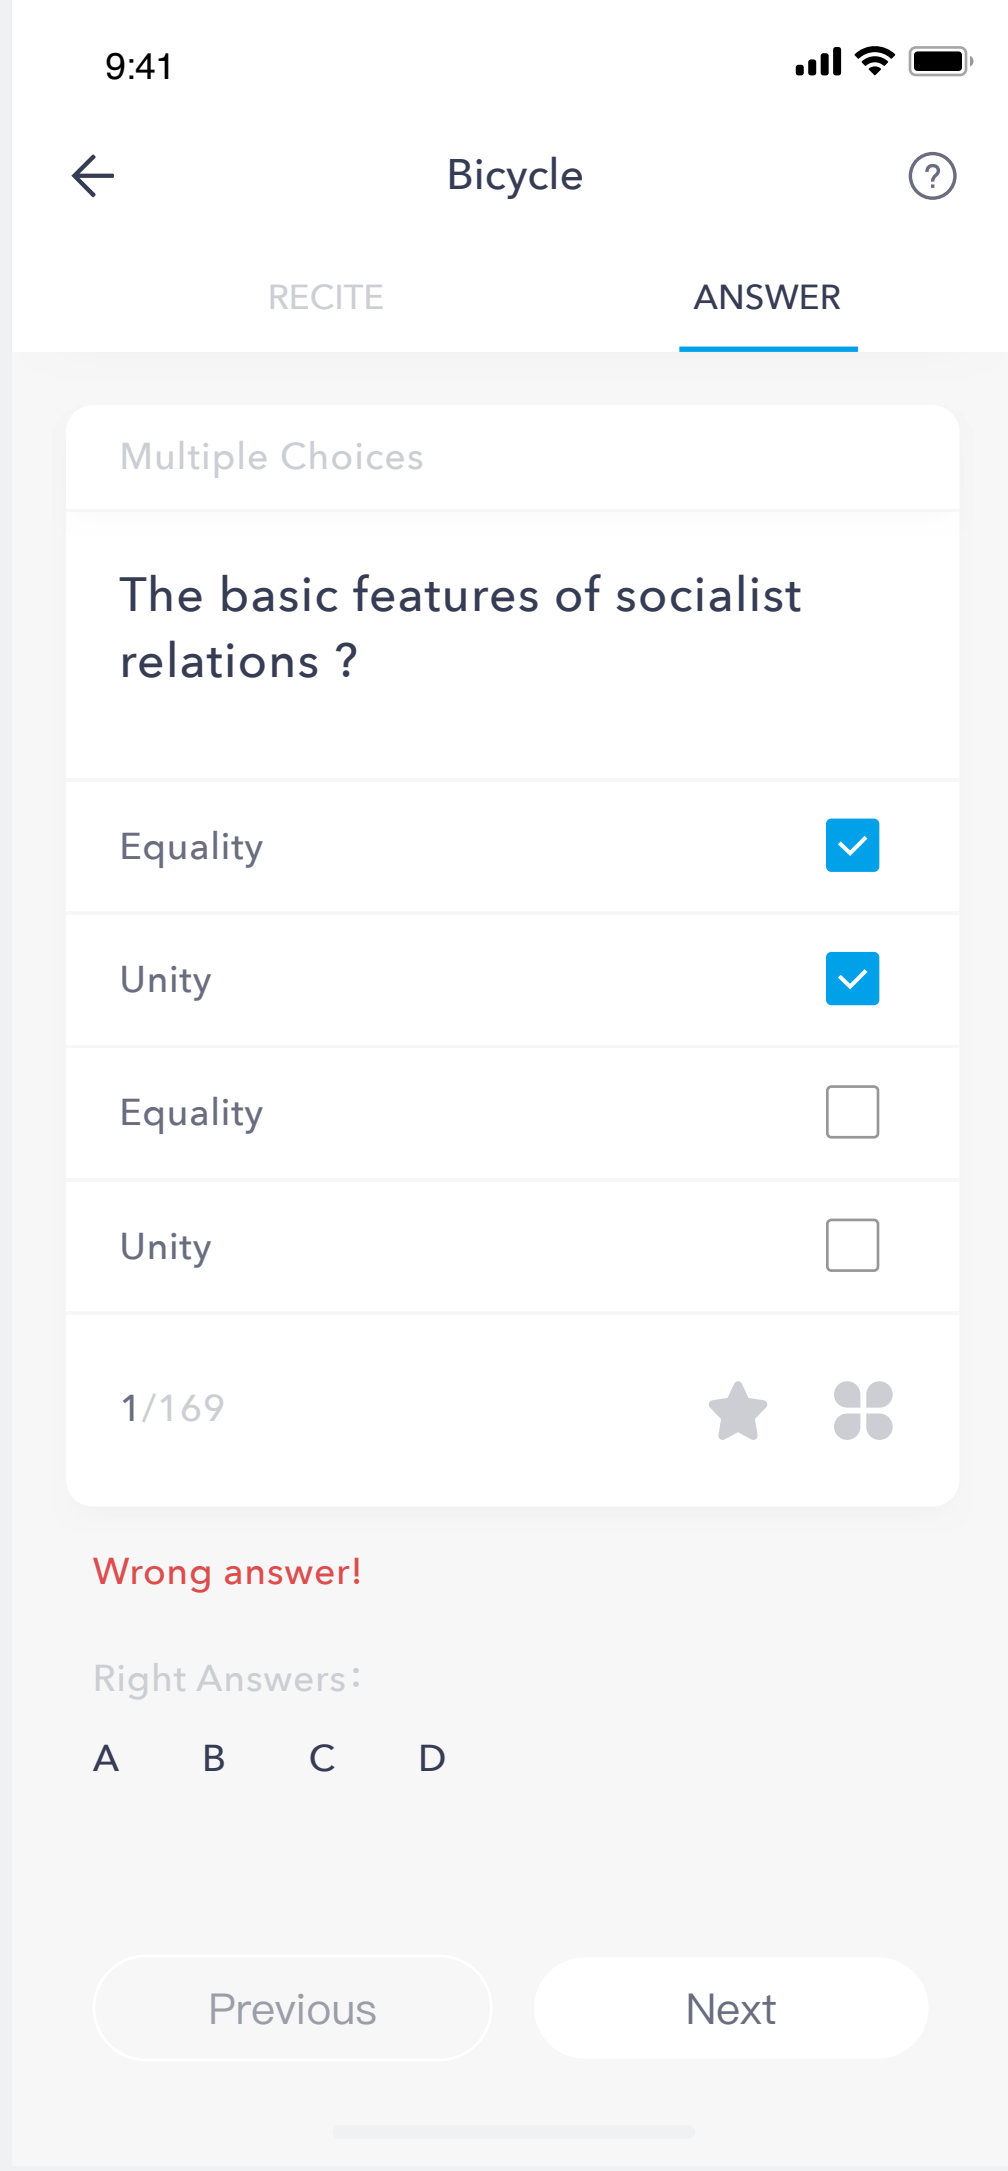 9:41
Bicycle
?
RECITE
ANSWER
Multiple Choices
The basic features of socialist
relations ?
Equality
Unity
Equality
Unity
1/169
Wrong answer!
Right Answers：
A B C D
Previous
Next